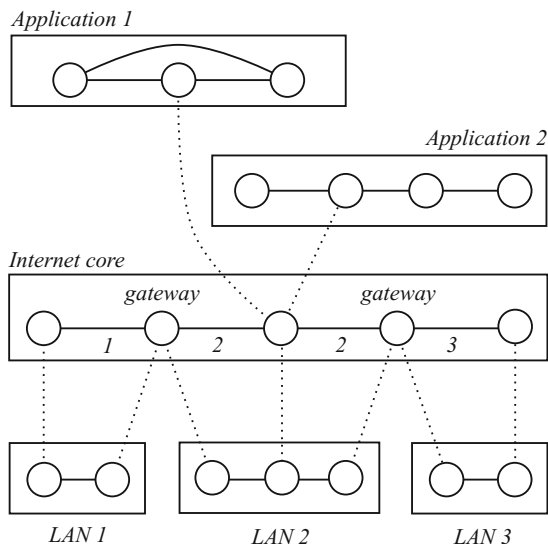 Application 1
Application 2
Internet core
gateway gateway
1 2 2 3
LAN 1 LAN 2 LAN 3